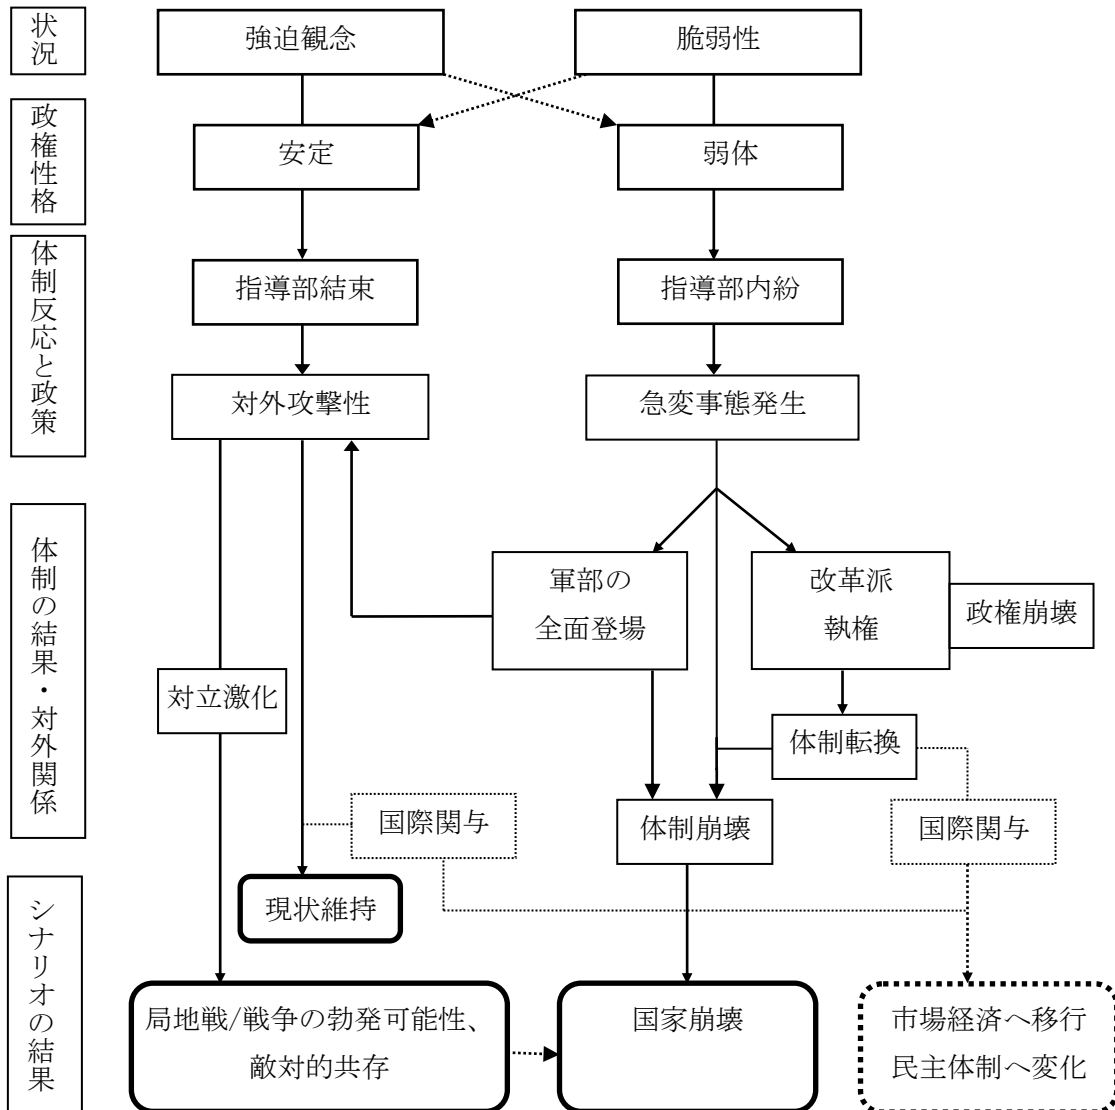 状況
強迫観念
脆弱性
政権性格
安定
弱体
体制反応と政策
指導部結束
指導部内紛
対外攻撃性
急変事態発生
体制の結果・対外関係
軍部の
全面登場
改革派
執権
政権崩壊
対立激化
体制転換
国際関与
体制崩壊
国際関与
シナリオの結果
現状維持
局地戦/戦争の勃発可能性、
敵対的共存
国家崩壊
市場経済へ移行
民主体制へ変化